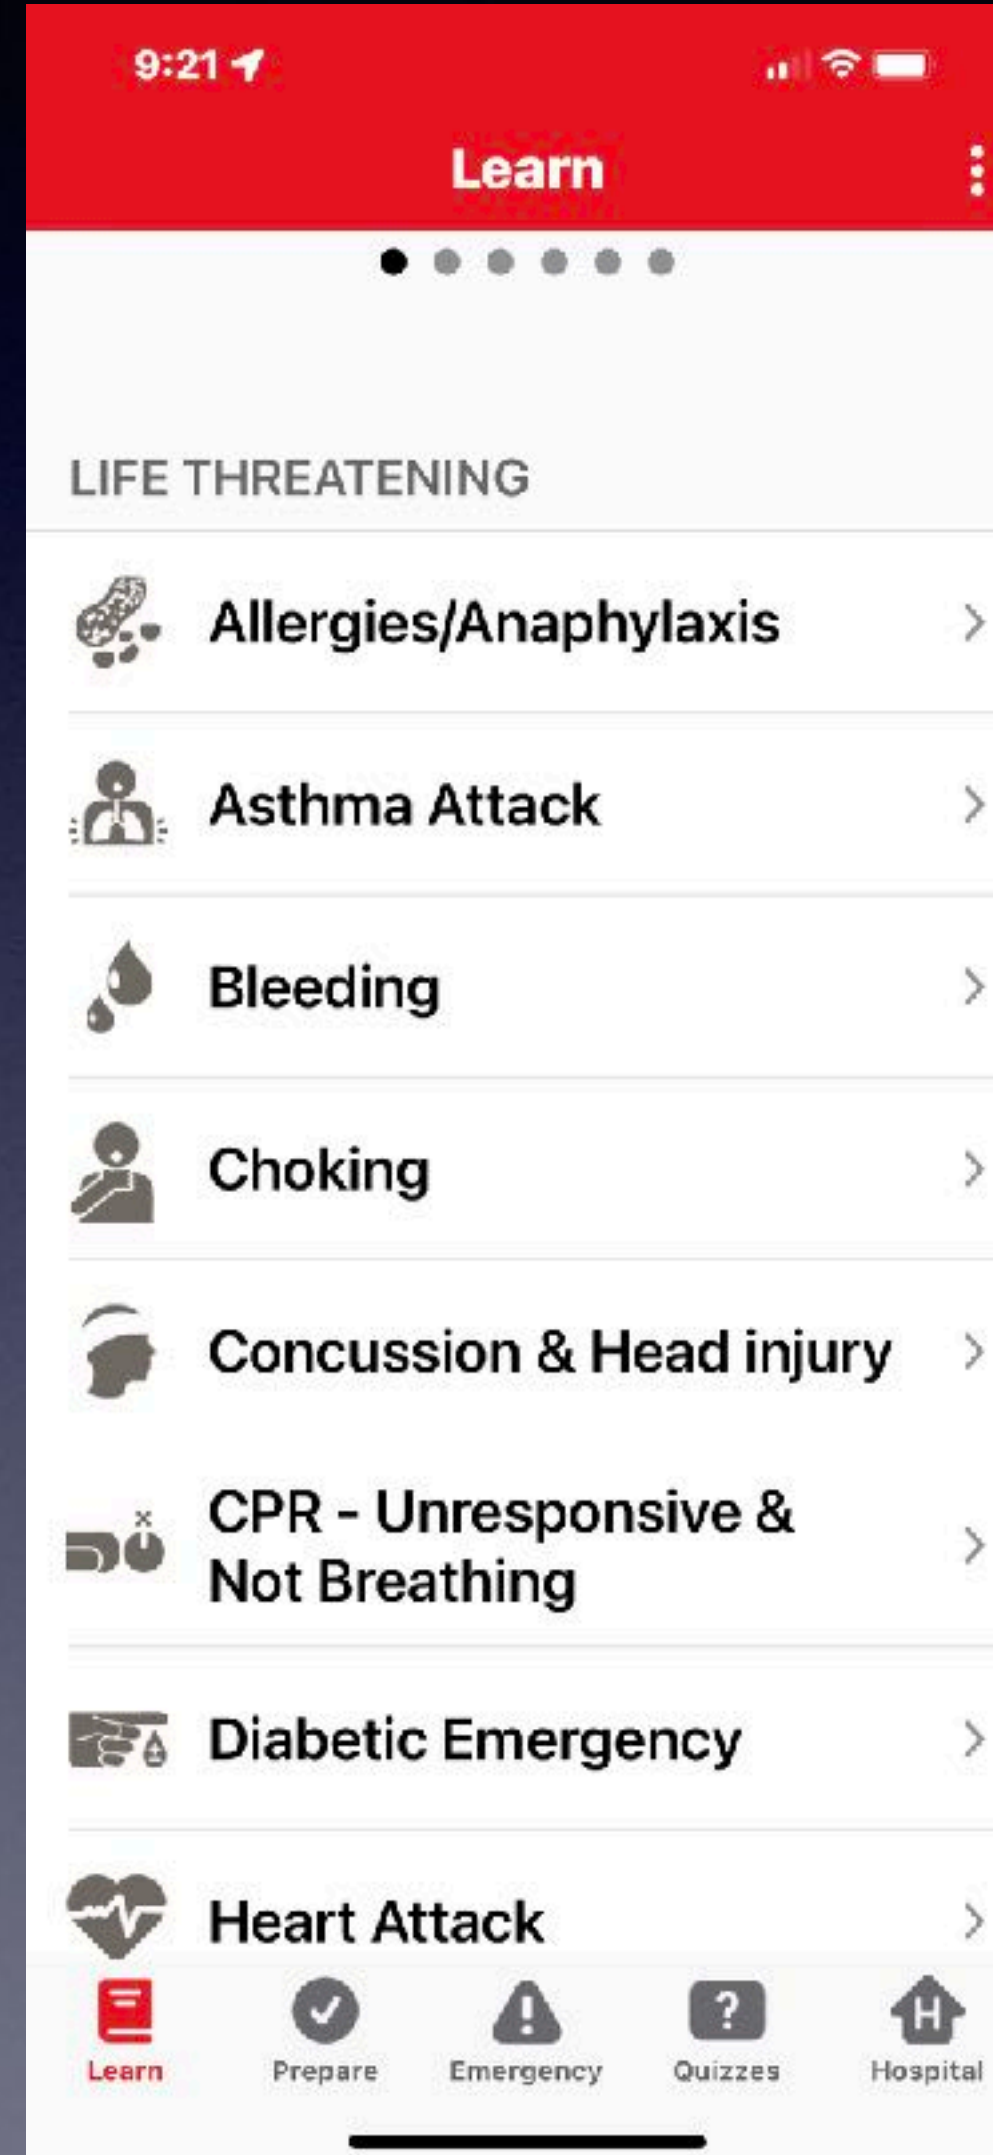 9:21
Learn
LIFE THREATENING
Allergies/Anaphylaxis
Asthma Attack
Bleeding
Choking
Concussion & Head injury
CPR - Unresponsive &
Not Breathing
Diabetic Emergency
Heart Attack
Learn Prepare Emergency Quizzes Hospital